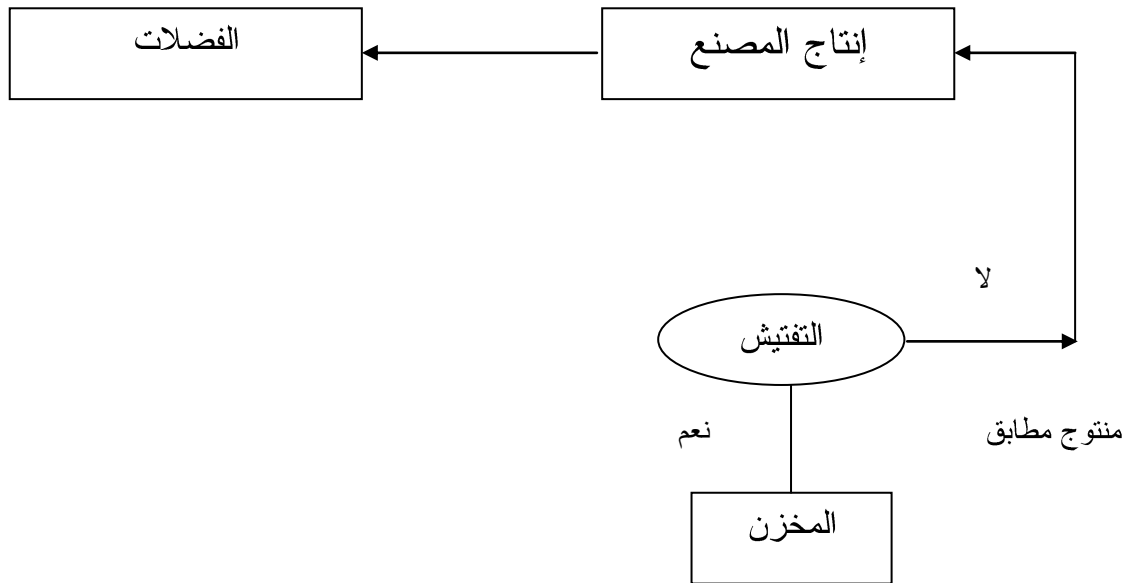 إنتاج المصنع
الفضلات
لا
التفتيش
منتوج مطابق
نعم
المخزن